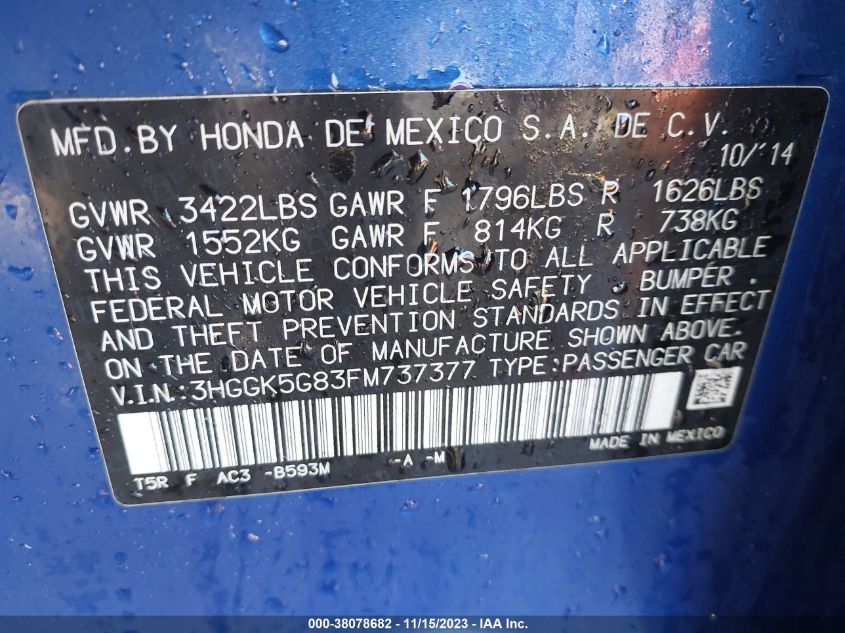 MFD.BY HONDA DE MEXICO S.A. DE C.V.
10/'14
GVWR 3422LBS GAWR F 1796LBS R 1626LBS
GVWR 1552KG GAWR F 814KG R 738KG
THIS VEHICLE CONFORMS TO ALL APPLICABLE
FEDERAL MOTOR VEHICLE SAFETY , BUMPER ,
AND THEFT PREVENTION STANDARDS IN EFFECT
ON THE DATE OF MANUFACTURE SHOWN ABOVE.
V.I.N.:3HGGK5G83FM737377 TYPE:PASSENGER CAR
MADE IN MEXICO
T5R F AC3 -B593M -A -M
000-38078682 - 11/15/2023 - IAA Inc.